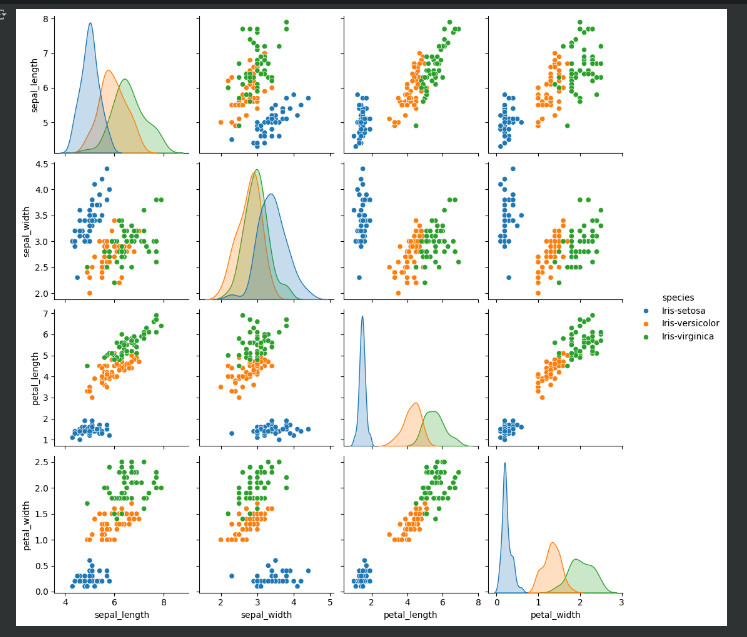 8
7
6
5
sepal_length
4.5
4.0
3.5
3.0
2.5
2.0
sepal_width
species
Iris-setosa
Iris-versicolor
Iris-virginica
7
6
5
4
3
2
1
petal_length
2.5
2.0
1.5
1.0
0.5
0.0
petal_width
4 6 8
2 3 4 5
2 4 6 8
0 1 2 3
sepal_length sepal_width petal_length petal_width